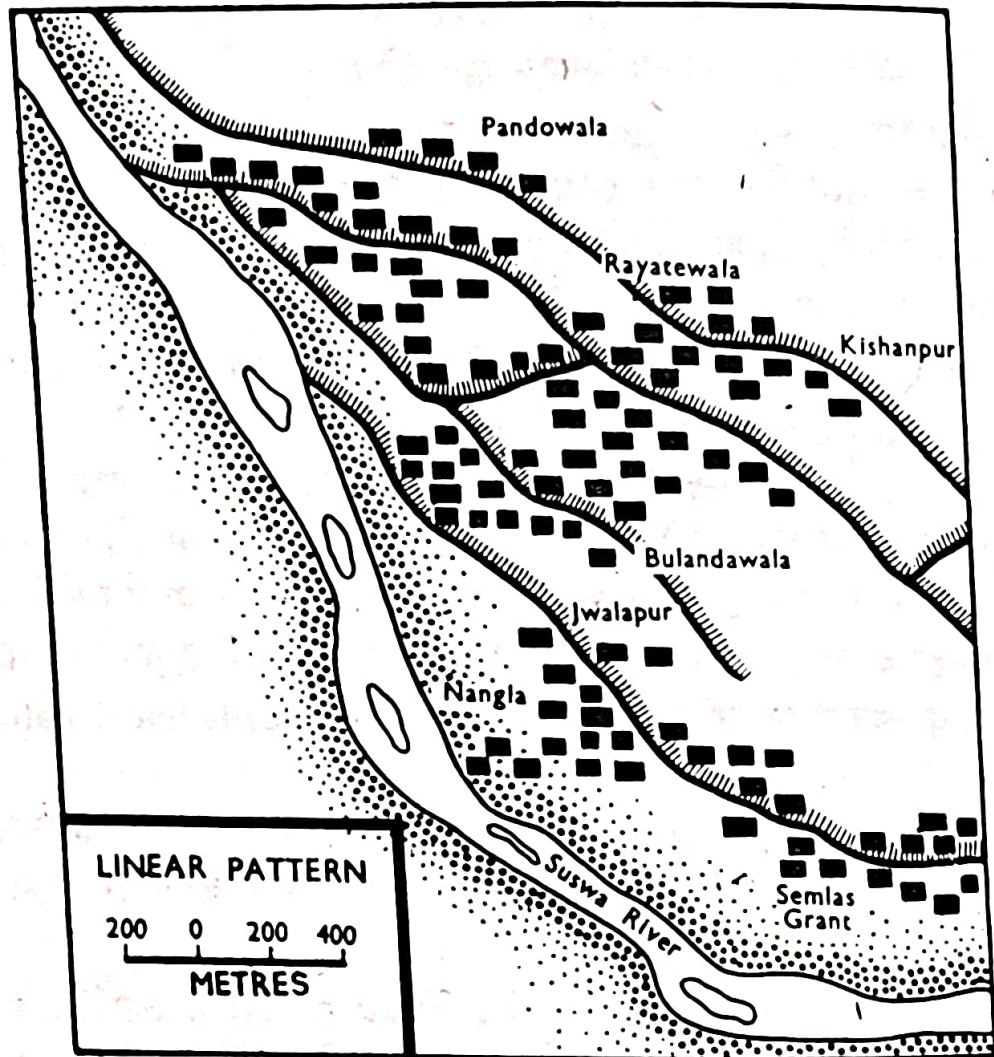 Pandowala
Rayatewala
Kishanpur
Bulandawala
Jwalapur
Nangla
Semlas
Grant
Suswa River
LINEAR PATTERN
200 0 200 400
METRES